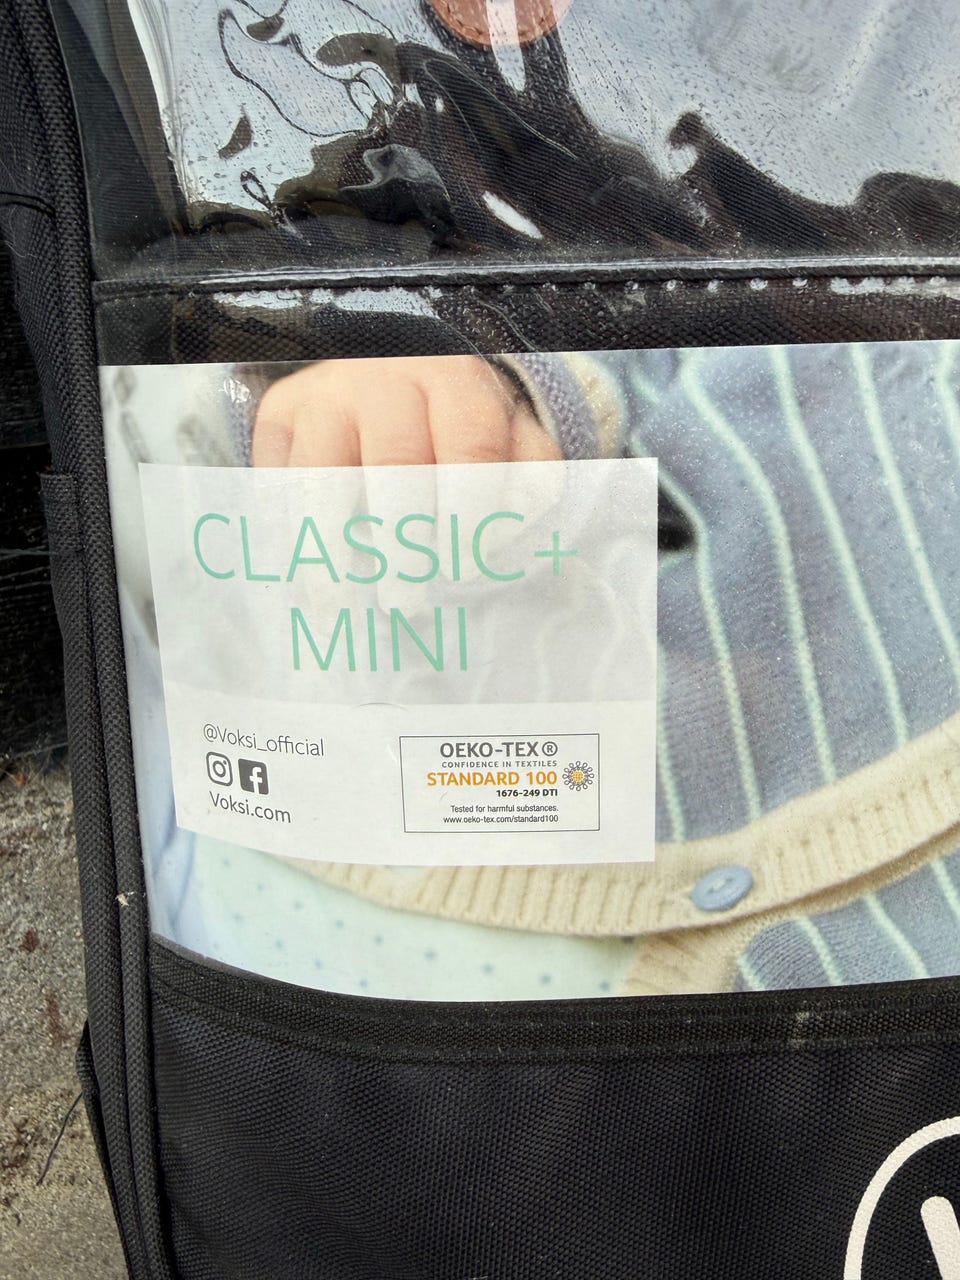 CLASSIC+
MINI
@Voksi_official
Voksi.com
OEKO-TEX®
CONFIDENCE IN TEXTILES
STANDARD 100
1676-249 DTI
Tested for harmful substances.
www.oeko-tex.com/standard100